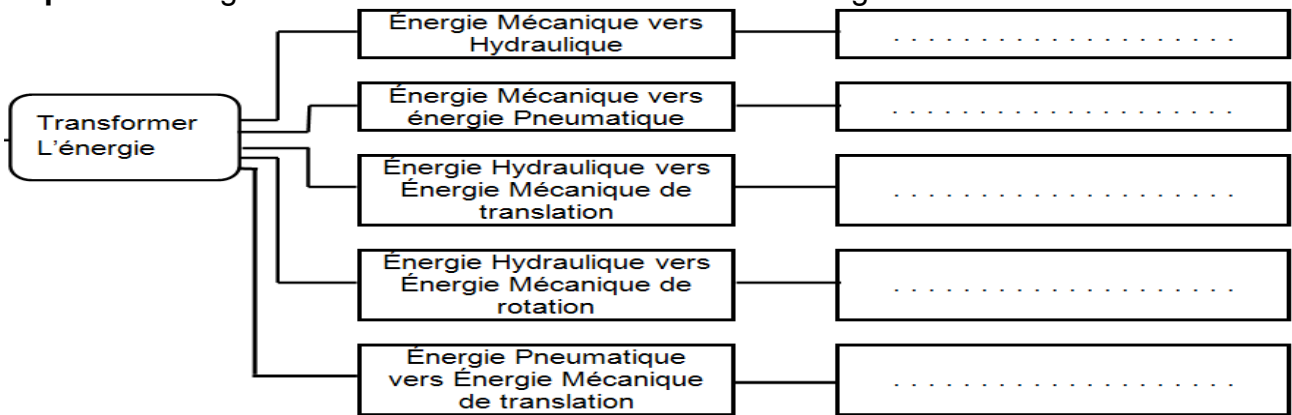 Énergie Mécanique vers
Hydraulique
. . . . . . . . . . . . . . . . . . . . .
Énergie Mécanique vers
énergie Pneumatique
. . . . . . . . . . . . . . . . . . . . .
Transformer
L'énergie
Énergie Hydraulique vers
Énergie Mécanique de
translation
. . . . . . . . . . . . . . . . . . . . .
Énergie Hydraulique vers
Énergie Mécanique de
rotation
. . . . . . . . . . . . . . . . . . . . .
Énergie Pneumatique
vers Énergie Mécanique
de translation
. . . . . . . . . . . . . . . . . . . . .